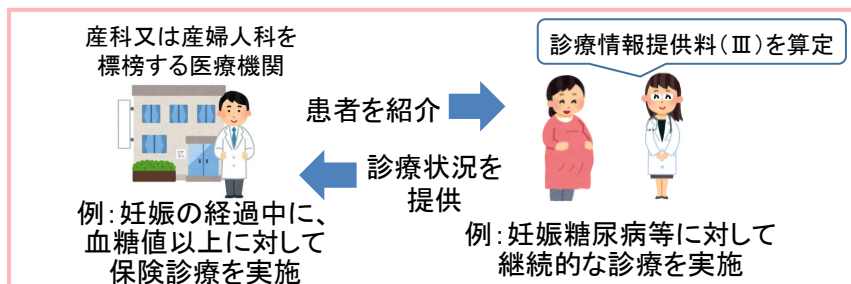 産科又は産婦人科を
標榜する医療機関
診療情報提供料(Ⅲ)を算定
患者を紹介
診療状況を
提供
例:妊娠の経過中に、
血糖値以上に対して
保険診療を実施
例:妊娠糖尿病等に対して
継続的な診療を実施